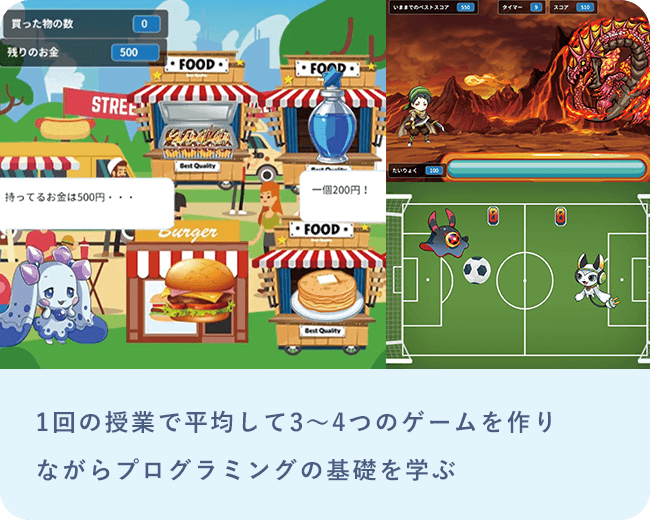 買った物の数 0
残りのお金 500
FOOD
Best Quality
FOOD
STREE
Best Quality
Best Quality
持ってるお金は500円・・・
一個200円！
Burger
FOOD
Best Quality
いままでのベストスコア 550
タイマー 9
スコア 510
たいりょく 100
0
0
1回の授業で平均して3〜4つのゲームを作り
ながらプログラミングの基礎を学ぶ